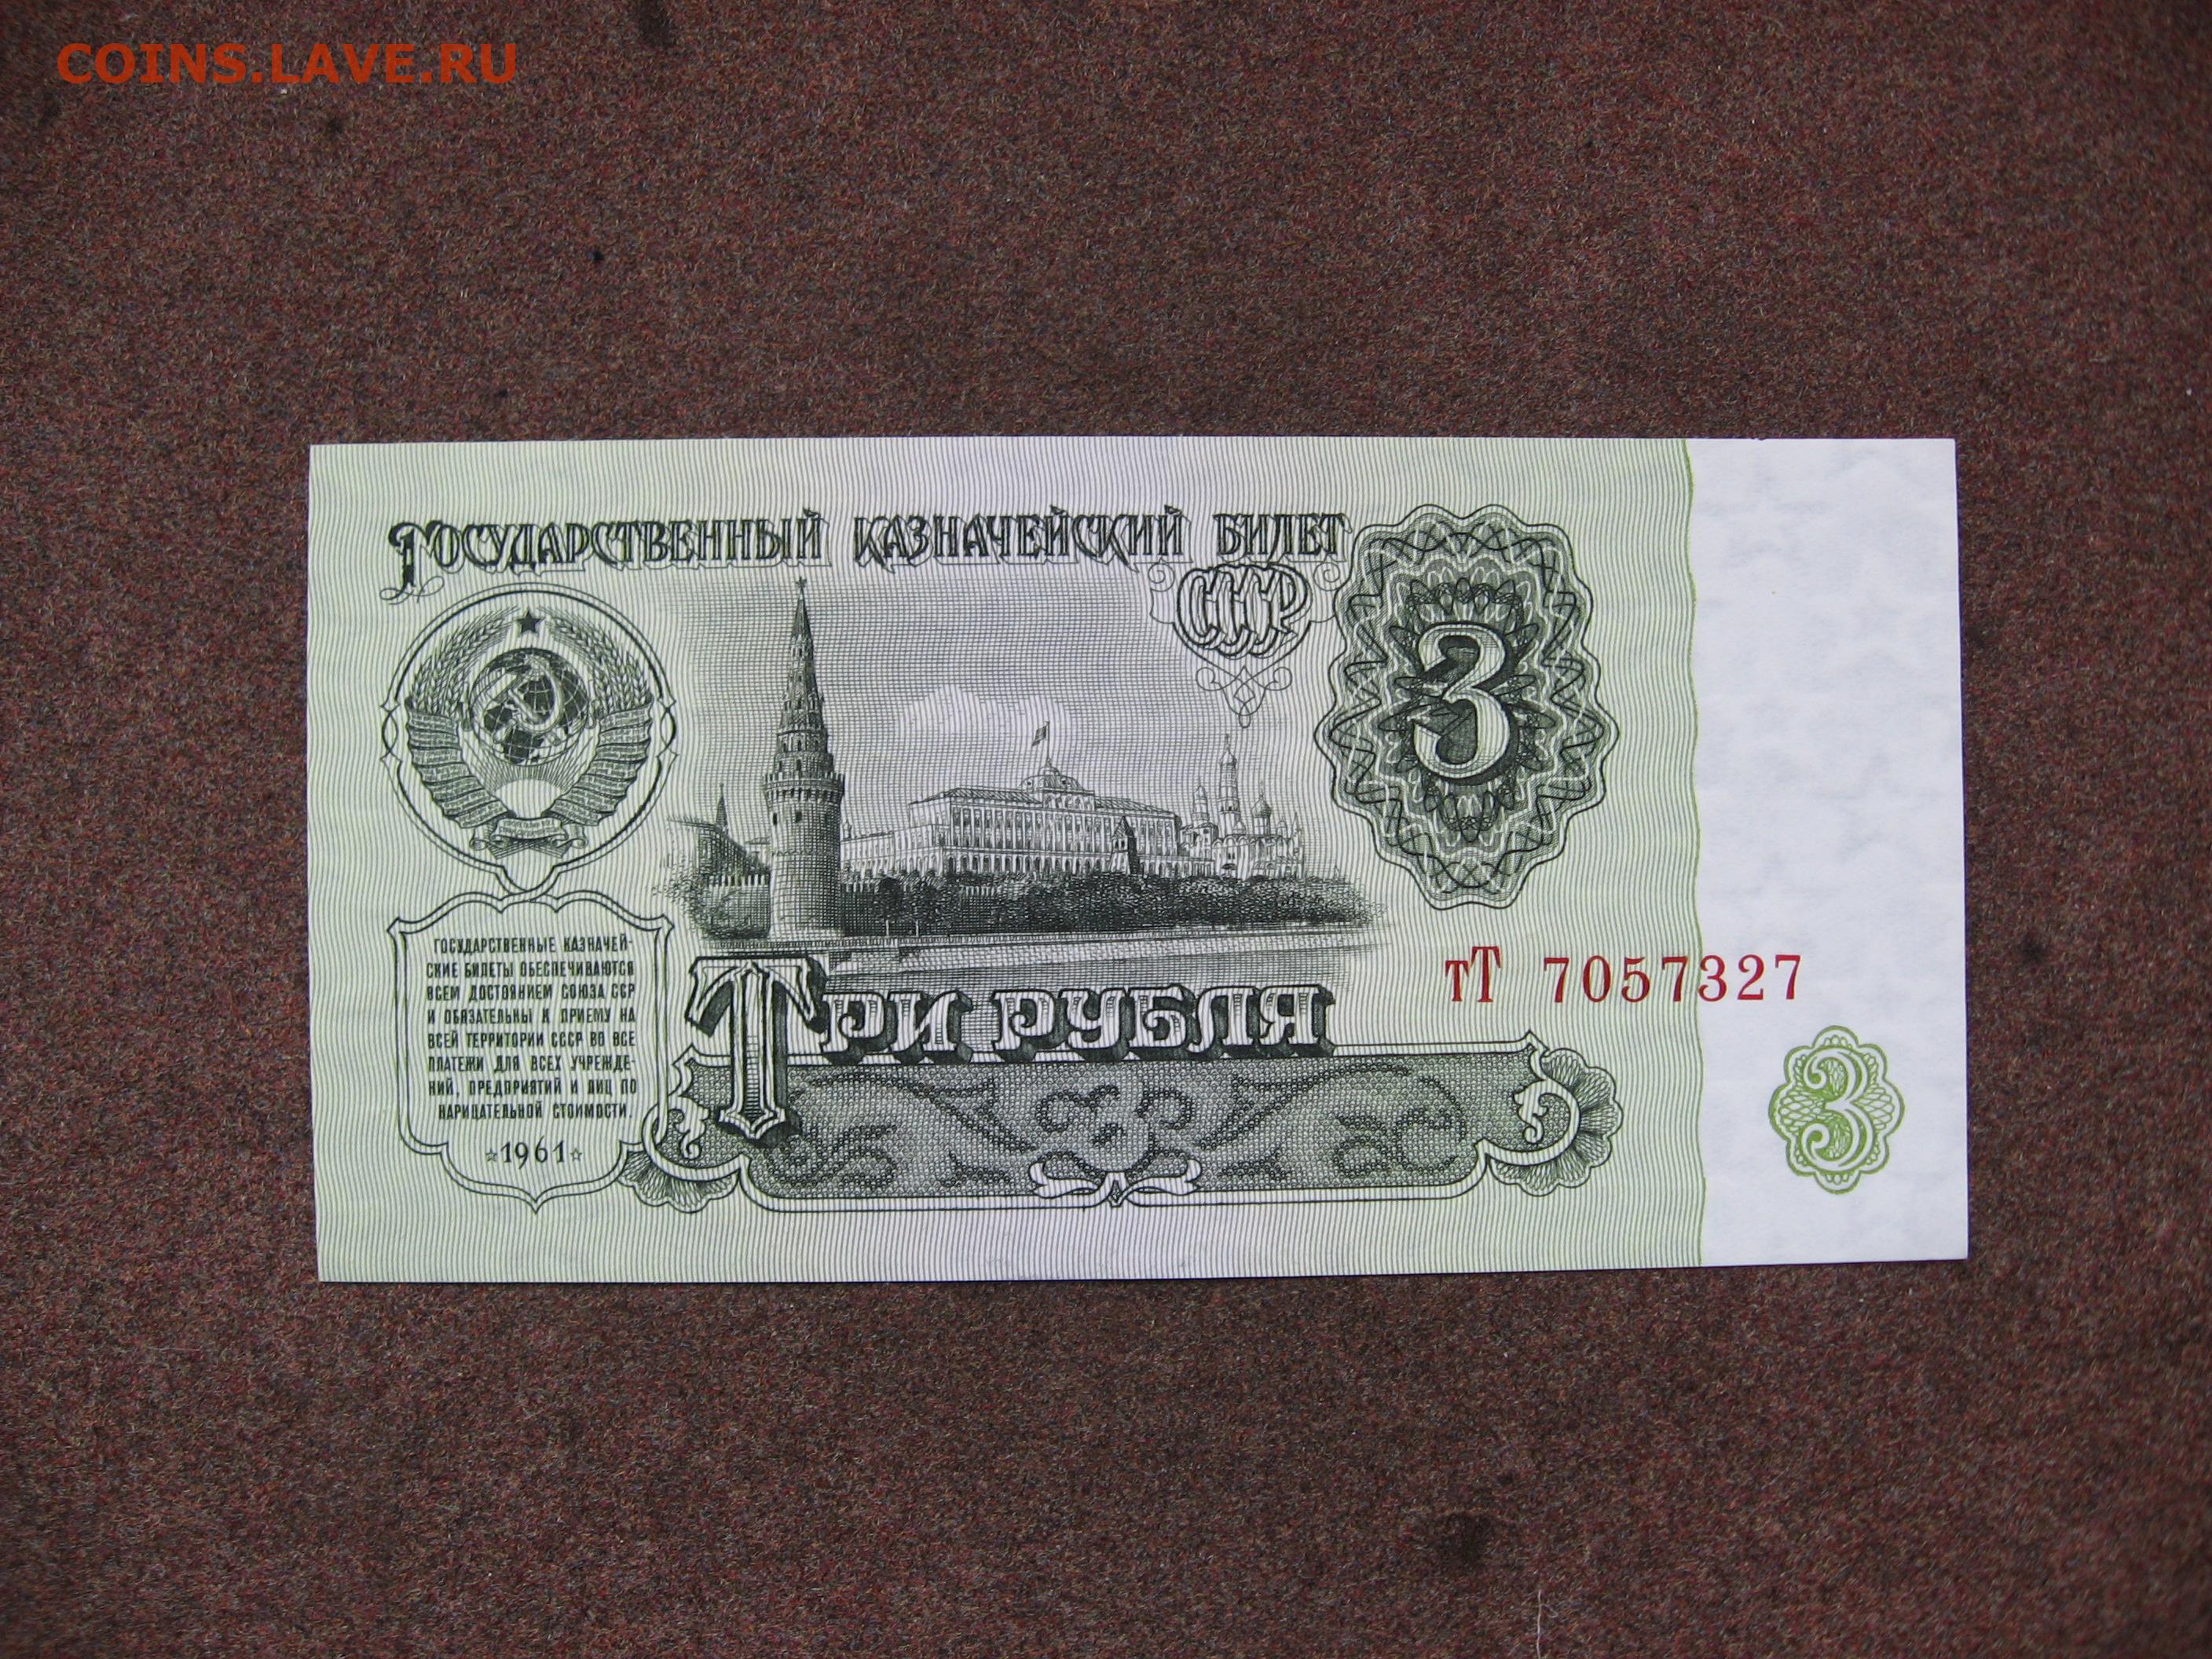 COINS.LAVE.RU
ГОСУДАРСТВЕННЫЙ КАЗНАЧЕЙСКИЙ БИЛЕТ
СССР
3
ГОСУДАРСТВЕННЫЕ КАЗНАЧЕЙ-
СКИЕ БИЛЕТЫ ОБЕСПЕЧИВАЮТСЯ
ВСЕМ ДОСТОЯНИЕМ СОЮЗА ССР
И ОБЯЗАТЕЛЬНЫ К ПРИЕМУ НА
ВСЕЙ ТЕРРИТОРИИ СССР ВО ВСЕ
ПЛАТЕЖИ ДЛЯ ВСЕХ УЧРЕЖДЕ-
НИЙ, ПРЕДПРИЯТИЙ И ЛИЦ ПО
НАРИЦАТЕЛЬНОЙ СТОИМОСТИ.
☆1961☆
ТРИ РУБЛЯ
тТ 7057327
3